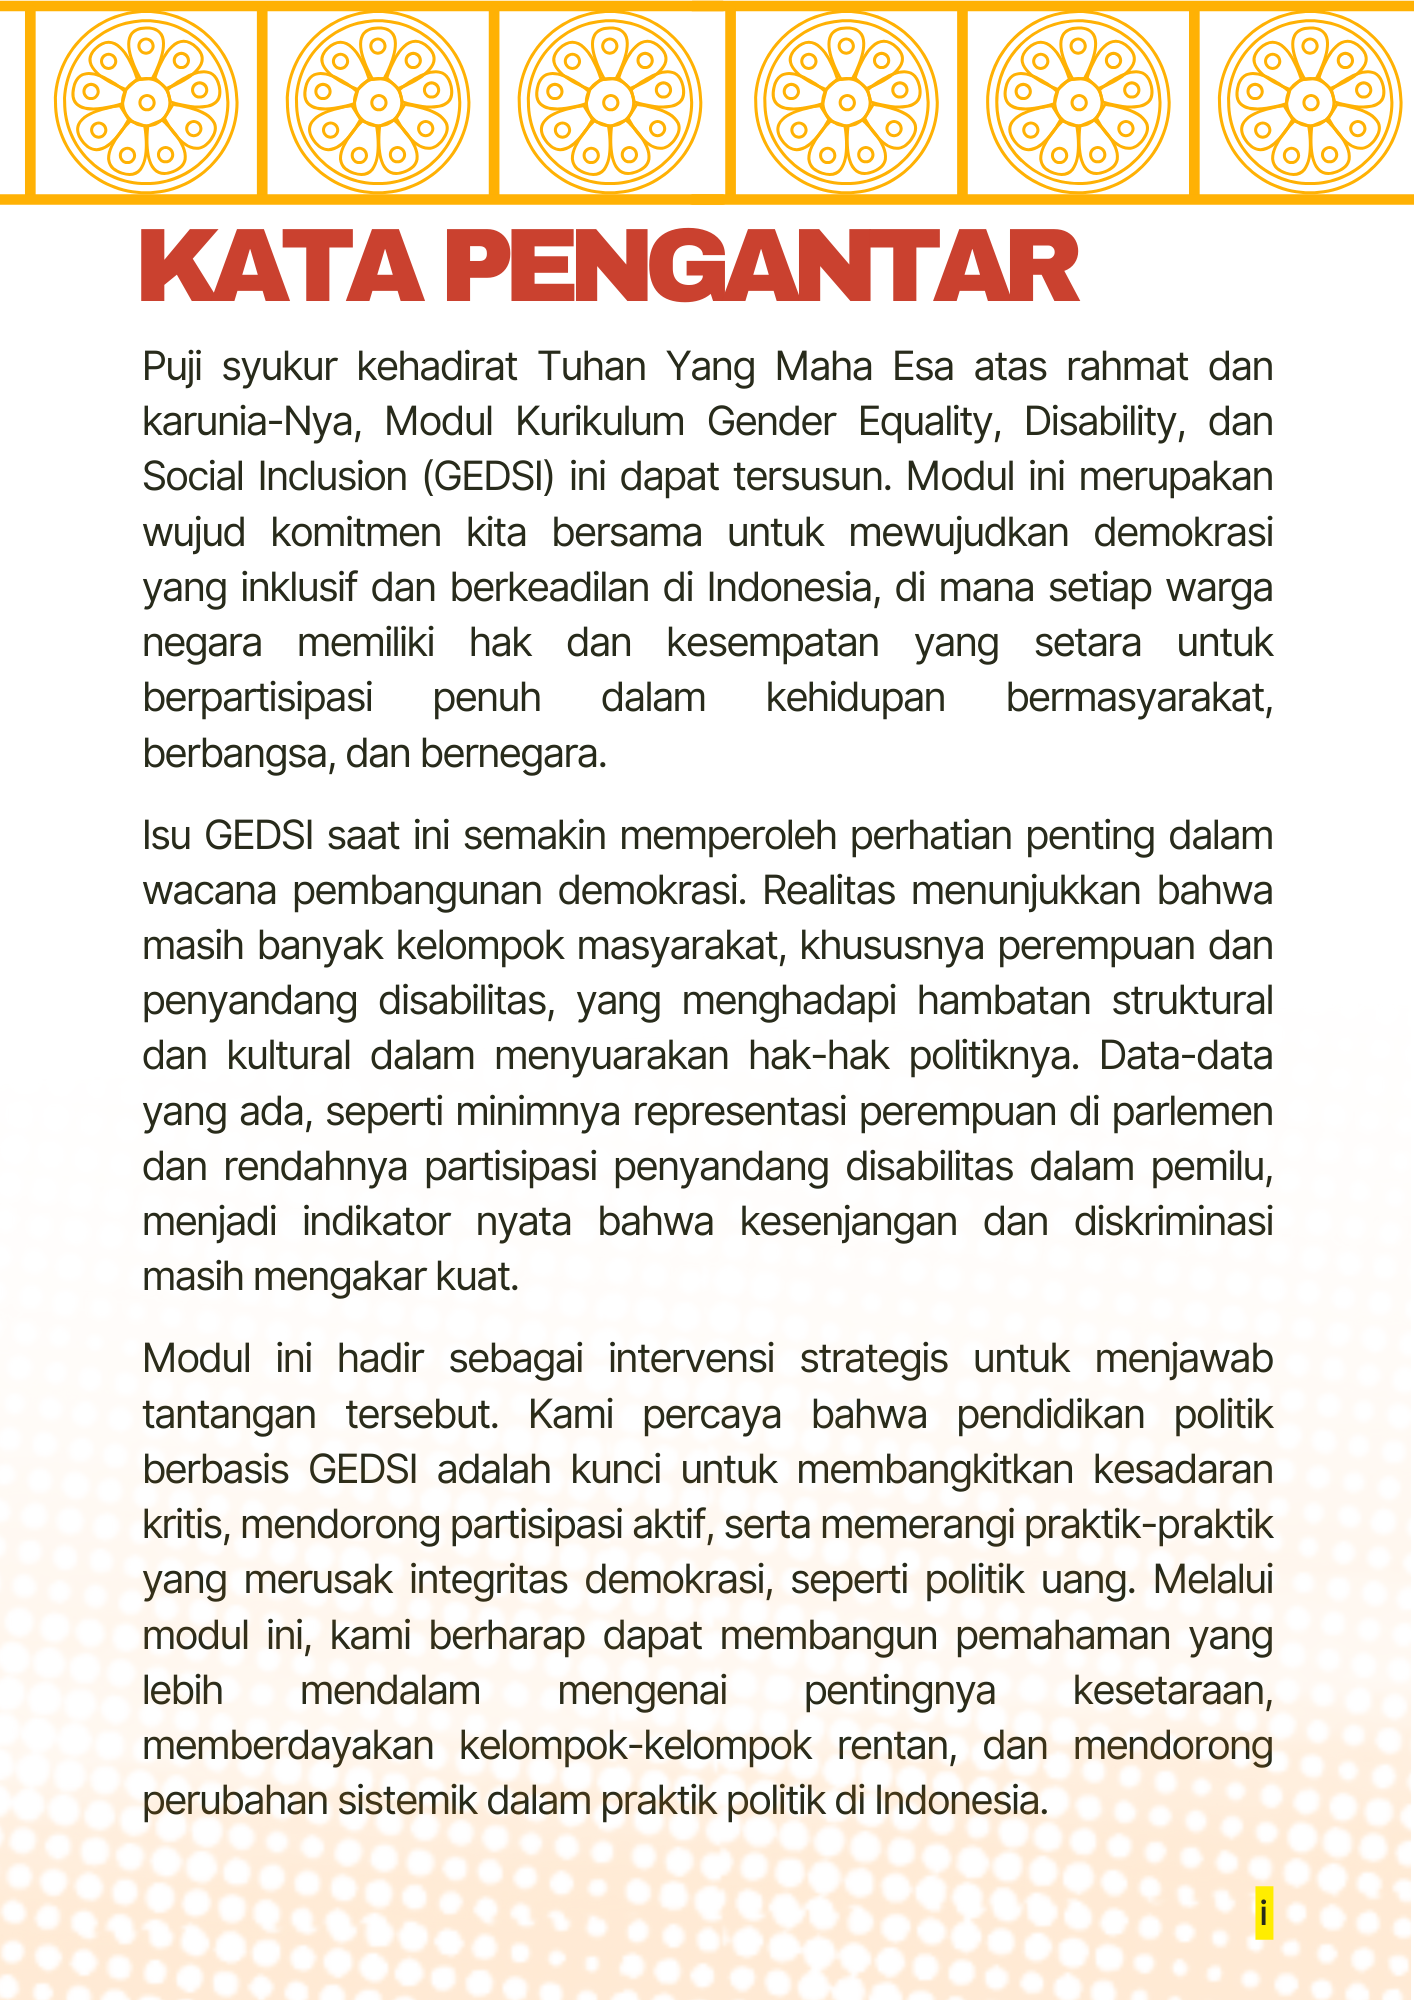 KATA PENGANTAR
Puji syukur kehadirat Tuhan Yang Maha Esa atas rahmat dan
karunia-Nya, Modul Kurikulum Gender Equality, Disability, dan
Social Inclusion (GEDSI) ini dapat tersusun. Modul ini merupakan
wujud komitmen kita bersama untuk mewujudkan demokrasi
yang inklusif dan berkeadilan di Indonesia, di mana setiap warga
negara memiliki hak dan kesempatan yang setara untuk
berpartisipasi penuh dalam kehidupan bermasyarakat,
berbangsa, dan bernegara.
Isu GEDSI saat ini semakin memperoleh perhatian penting dalam
wacana pembangunan demokrasi. Realitas menunjukkan bahwa
masih banyak kelompok masyarakat, khususnya perempuan dan
penyandang disabilitas, yang menghadapi hambatan struktural
dan kultural dalam menyuarakan hak-hak politiknya. Data-data
yang ada, seperti minimnya representasi perempuan di parlemen
dan rendahnya partisipasi penyandang disabilitas dalam pemilu,
menjadi indikator nyata bahwa kesenjangan dan diskriminasi
masih mengakar kuat.
Modul ini hadir sebagai intervensi strategis untuk menjawab
tantangan tersebut. Kami percaya bahwa pendidikan politik
berbasis GEDSI adalah kunci untuk membangkitkan kesadaran
kritis, mendorong partisipasi aktif, serta memerangi praktik-praktik
yang merusak integritas demokrasi, seperti politik uang. Melalui
modul ini, kami berharap dapat membangun pemahaman yang
lebih mendalam mengenai pentingnya kesetaraan,
memberdayakan kelompok-kelompok rentan, dan mendorong
perubahan sistemik dalam praktik politik di Indonesia.
i